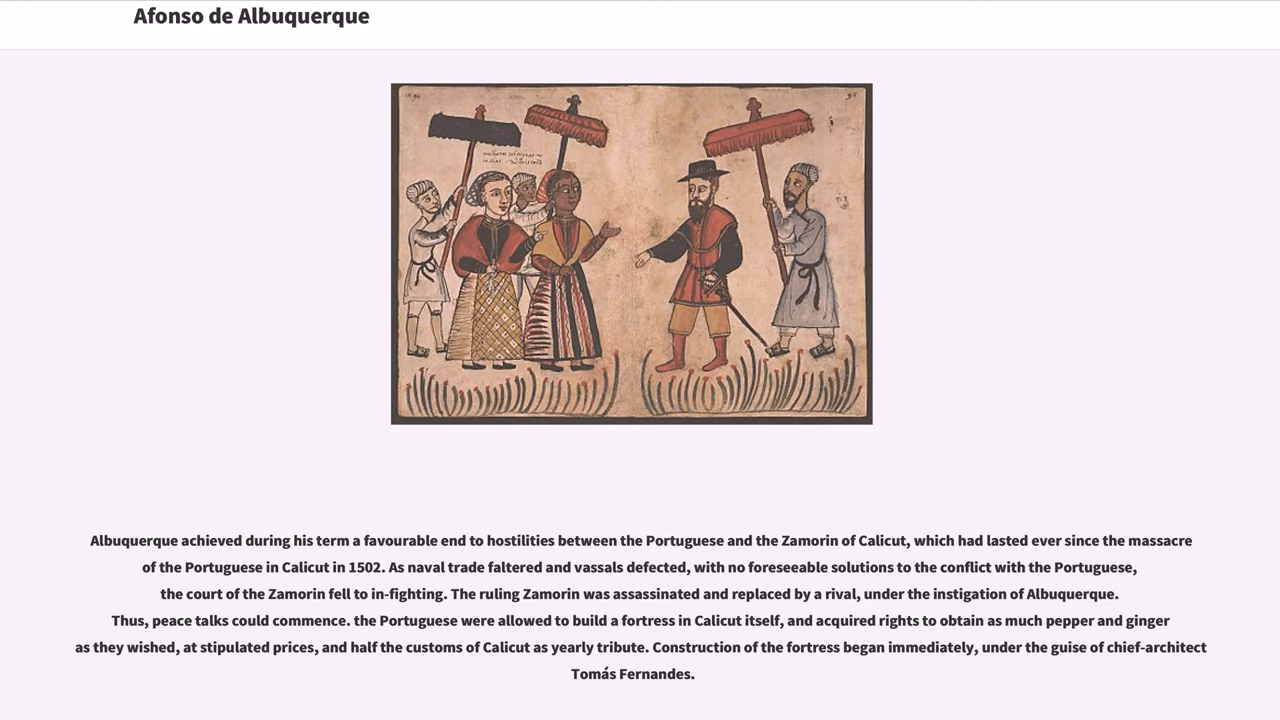 Afonso de Albuquerque
Albuquerque achieved during his term a favourable end to hostilities between the Portuguese and the Zamorin of Calicut, which had lasted ever since the massacre
of the Portuguese in Calicut in 1502. As naval trade faltered and vassals defected, with no foreseeable solutions to the conflict with the Portuguese,
the court of the Zamorin fell to in-fighting. The ruling Zamorin was assassinated and replaced by a rival, under the instigation of Albuquerque.
Thus, peace talks could commence. the Portuguese were allowed to build a fortress in Calicut itself, and acquired rights to obtain as much pepper and ginger
as they wished, at stipulated prices, and half the customs of Calicut as yearly tribute. Construction of the fortress began immediately, under the guise of chief-architect
Tomás Fernandes.